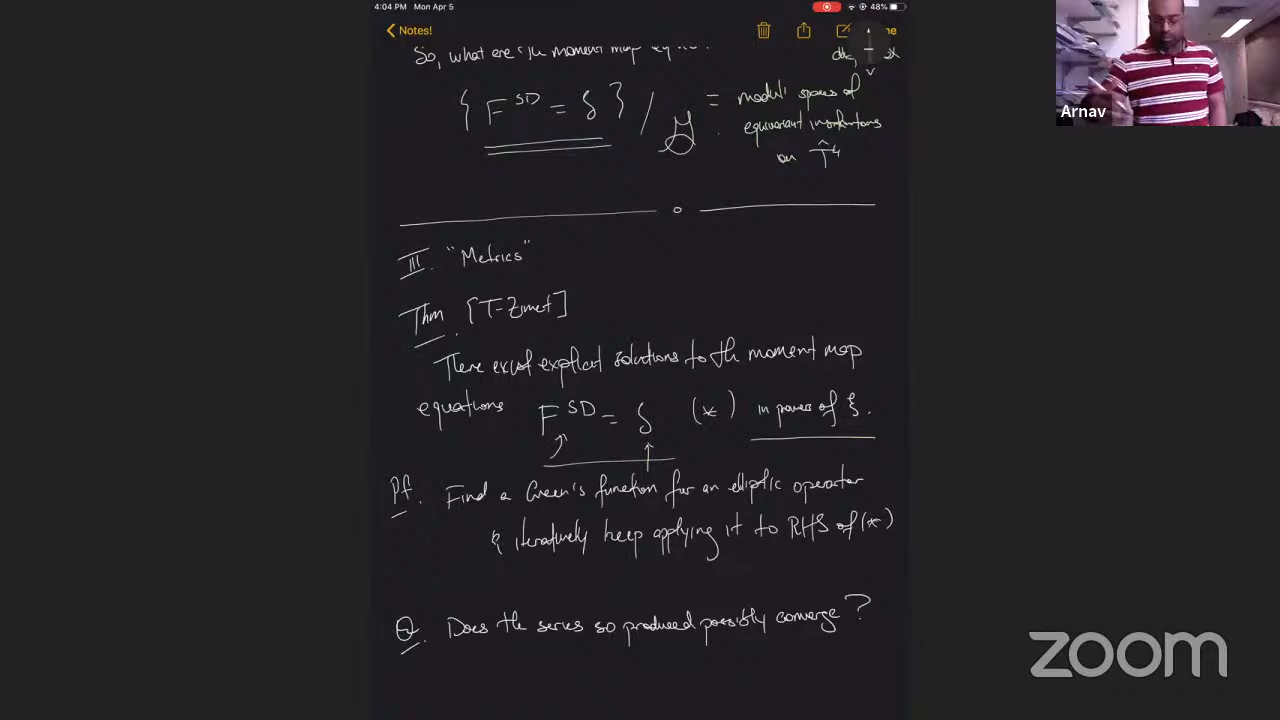 4:04 PM Mon Apr 5
48%
Notes!
So, what are the moment map
{ F^SD = δ } / G = moduli spaces of
equivariant instantons
on T̂⁴
III. "Metrics"
Thm. [T-Zimet]
There exist explicit solutions to the moment map
equations F^SD = δ (*) in powers of ξ.
Pf. Find a Green's function for an elliptic operator
& iteratively keep applying it to RHS of (*)
Q. Does the series so produced possibly converge?
Arnav
zoom